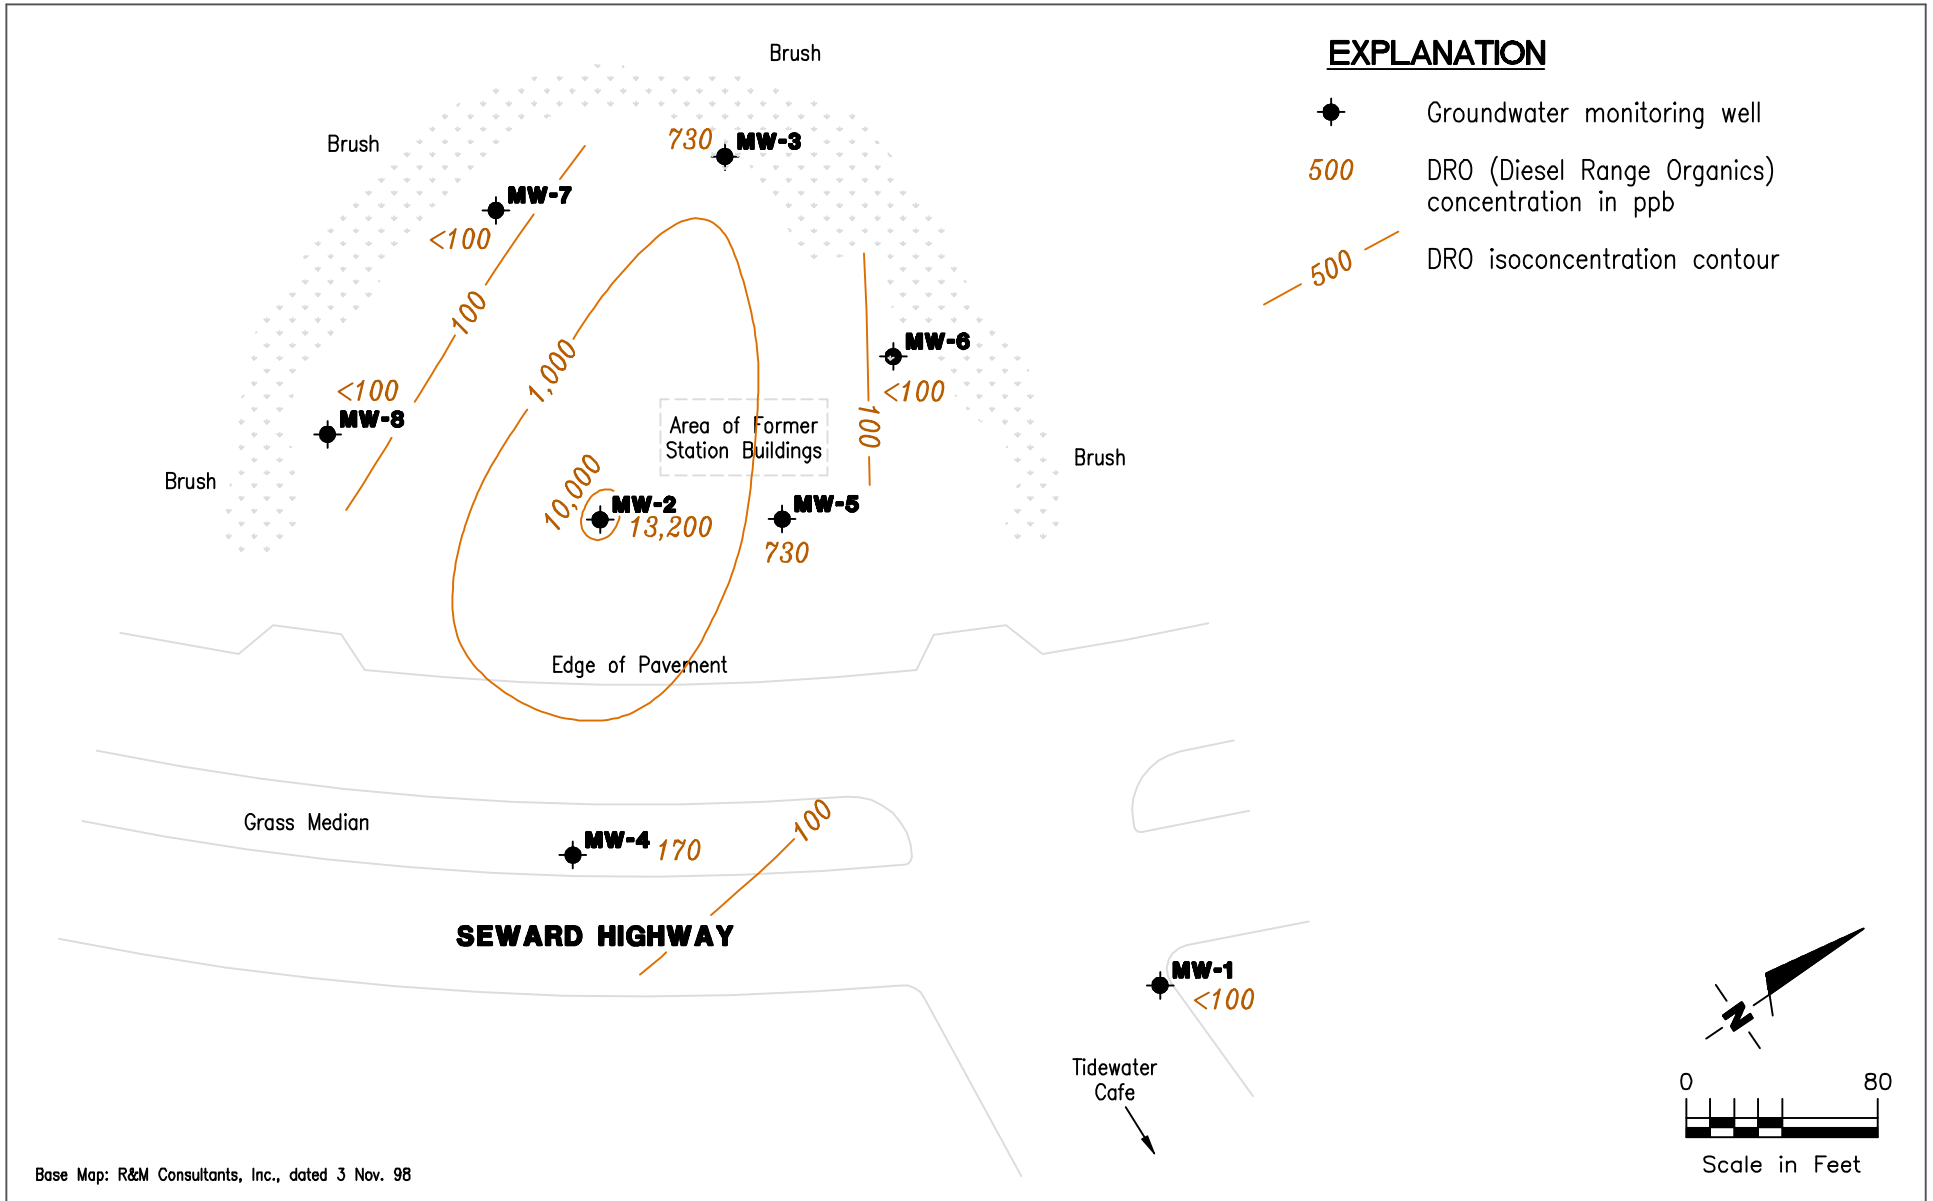 Brush
EXPLANATION
Groundwater monitoring well
730
MW-3
Brush
500
DRO (Diesel Range Organics)
concentration in ppb
MW-7
<100
500
DRO isoconcentration contour
100
MW-6
<100
1,000
<100
MW-8
100
Area of Former
Station Buildings
Brush
Brush
10,000
MW-2
13,200
MW-5
730
Edge of Pavement
Grass Median
100
MW-4
170
SEWARD HIGHWAY
MW-1
<100
N
Tidewater
Cafe
0 80
Scale in Feet
Base Map: R&M Consultants, Inc., dated 3 Nov. 98